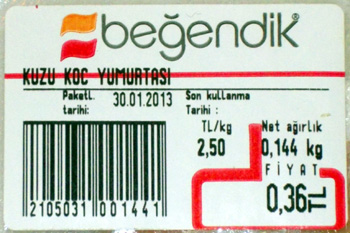 beğendik®
KUZU KOC YUMURTASI
Paketl. tarihi: 30.01.2013 Son kullanma Tarihi:
TL/kg Net ağırlık
2,50 0,144 kg
FİYAT
0,36 TL
2105031 001441